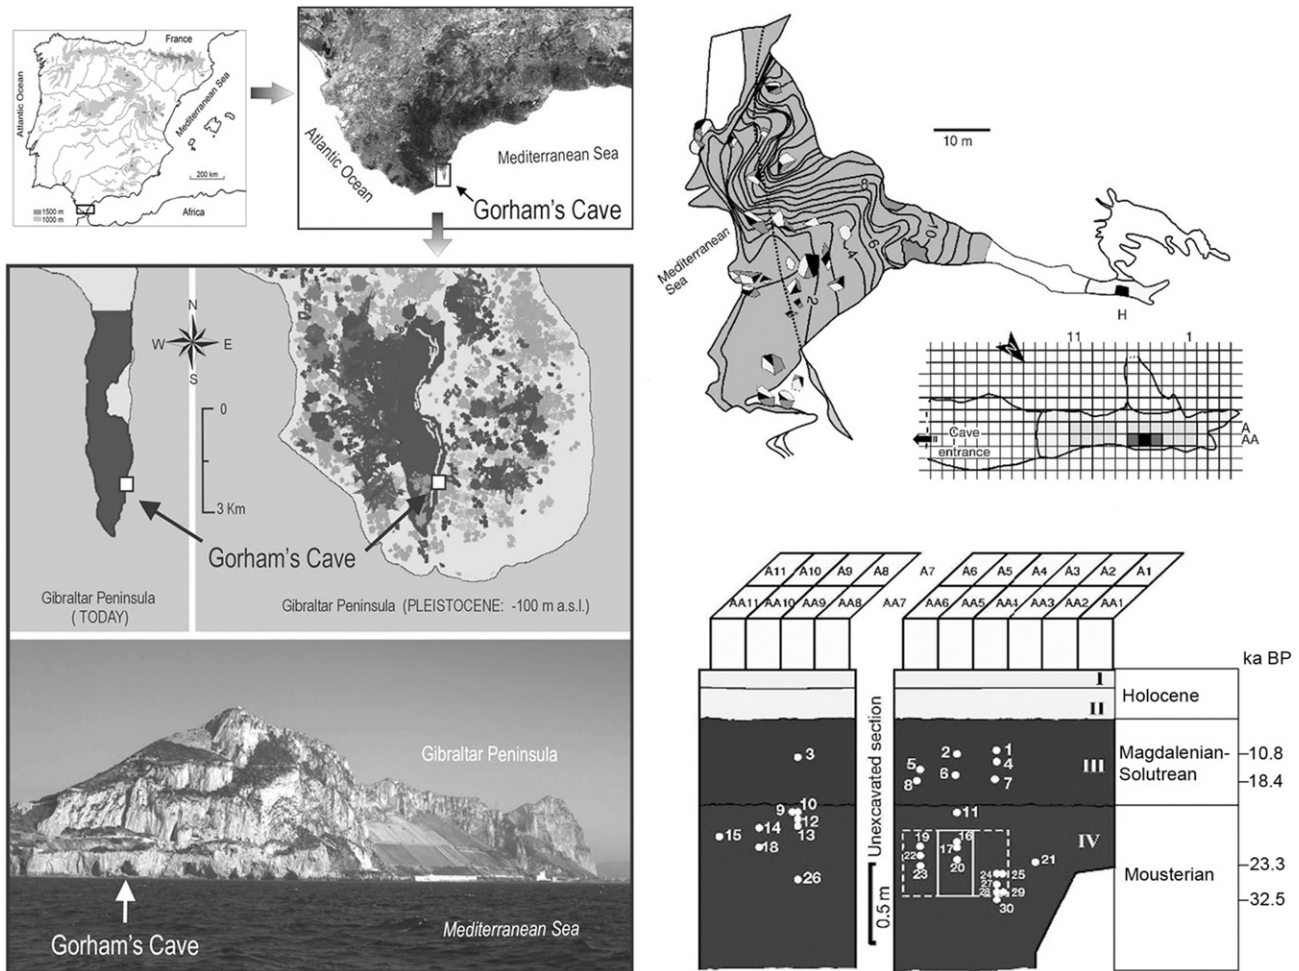 France
Atlantic Ocean
Mediterranean Sea
200 km
1500 m
1000 m
Africa
Atlantic Ocean
Mediterranean Sea
Gorham's Cave
N
W
E
S
0
3 Km
Gorham's Cave
Gibraltar Peninsula
( TODAY)
Gibraltar Peninsula (PLEISTOCENE: -100 m a.s.l.)
Gibraltar Peninsula
Gorham's Cave
Mediterranean Sea
10 m
Mediterranean
Sea
8
6
4
2
H
11
1
Cave
entrance
A
AA
A11 A10 A9 A8 A7 A6 A5 A4 A3 A2 A1
AA11 AA10 AA9 AA8 AA7 AA6 AA5 AA4 AA3 AA2 AA1
ka BP
I
II
Holocene
III
Magdalenian-
Solutrean
10.8
18.4
IV
Mousterian
23.3
32.5
Unexcavated section
0.5 m
3
2
1
4
5
6
7
8
9
10
11
12
13
14
15
16
17
18
19
20
21
22
23
24
25
26
27
28
29
30